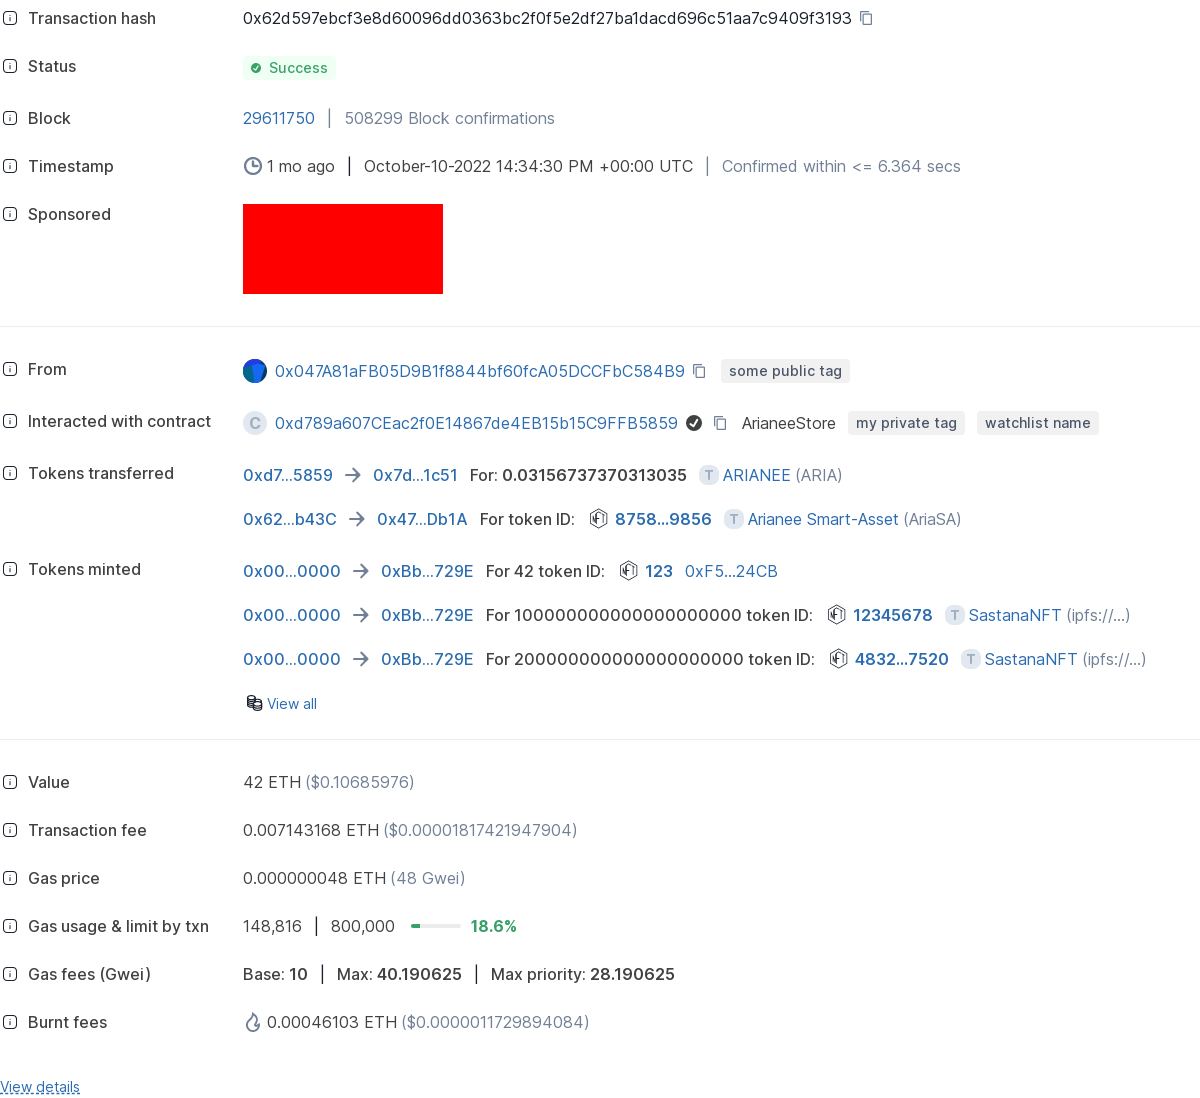 Transaction hash 0x62d597ebcf3e8d60096dd0363bc2f0f5e2df27ba1dacd696c51aa7c9409f3193
Status Success
Block 29611750 | 508299 Block confirmations
Timestamp 1 mo ago | October-10-2022 14:34:30 PM +00:00 UTC | Confirmed within <= 6.364 secs
Sponsored
From 0x047A81aFB05D9B1f8844bf60fcA05DCCFbC584B9 some public tag
Interacted with contract C 0xd789a607CEac2f0E14867de4EB15b15C9FFB5859 ArianeeStore my private tag watchlist name
Tokens transferred 0xd7...5859 → 0x7d...1c51 For: 0.03156737370313035 T ARIANEE (ARIA)
0x62...b43C → 0x47...Db1A For token ID: NFT 8758...9856 T Arianee Smart-Asset (AriaSA)
Tokens minted 0x00...0000 → 0xBb...729E For 42 token ID: NFT 123 0xF5...24CB
0x00...0000 → 0xBb...729E For 100000000000000000000 token ID: NFT 12345678 T SastanaNFT (ipfs://...)
0x00...0000 → 0xBb...729E For 200000000000000000000 token ID: NFT 4832...7520 T SastanaNFT (ipfs://...)
View all
Value 42 ETH ($0.10685976)
Transaction fee 0.007143168 ETH ($0.00001817421947904)
Gas price 0.000000048 ETH (48 Gwei)
Gas usage & limit by txn 148,816 | 800,000 18.6%
Gas fees (Gwei) Base: 10 | Max: 40.190625 | Max priority: 28.190625
Burnt fees 0.00046103 ETH ($0.0000011729894084)
View details